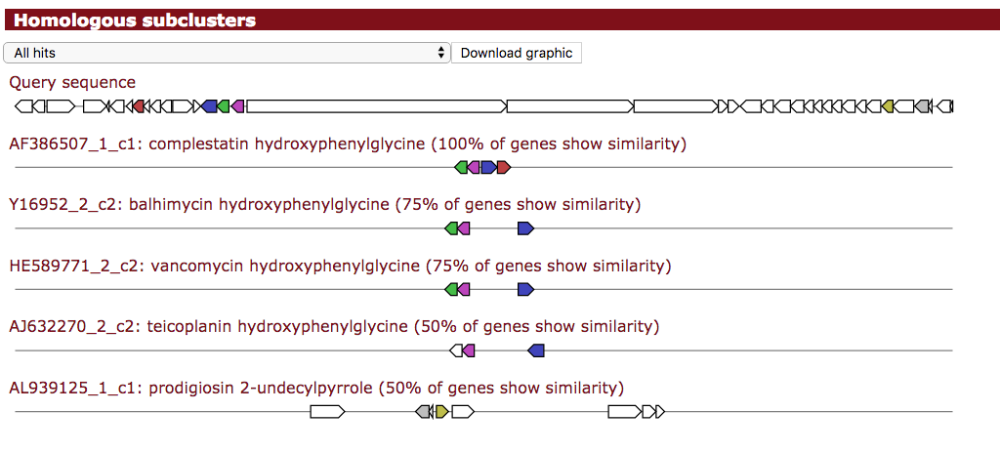 Homologous subclusters
All hits Download graphic
Query sequence
AF386507_1_c1: complestatin hydroxyphenylglycine (100% of genes show similarity)
Y16952_2_c2: balhimycin hydroxyphenylglycine (75% of genes show similarity)
HE589771_2_c2: vancomycin hydroxyphenylglycine (75% of genes show similarity)
AJ632270_2_c2: teicoplanin hydroxyphenylglycine (50% of genes show similarity)
AL939125_1_c1: prodigiosin 2-undecylpyrrole (50% of genes show similarity)